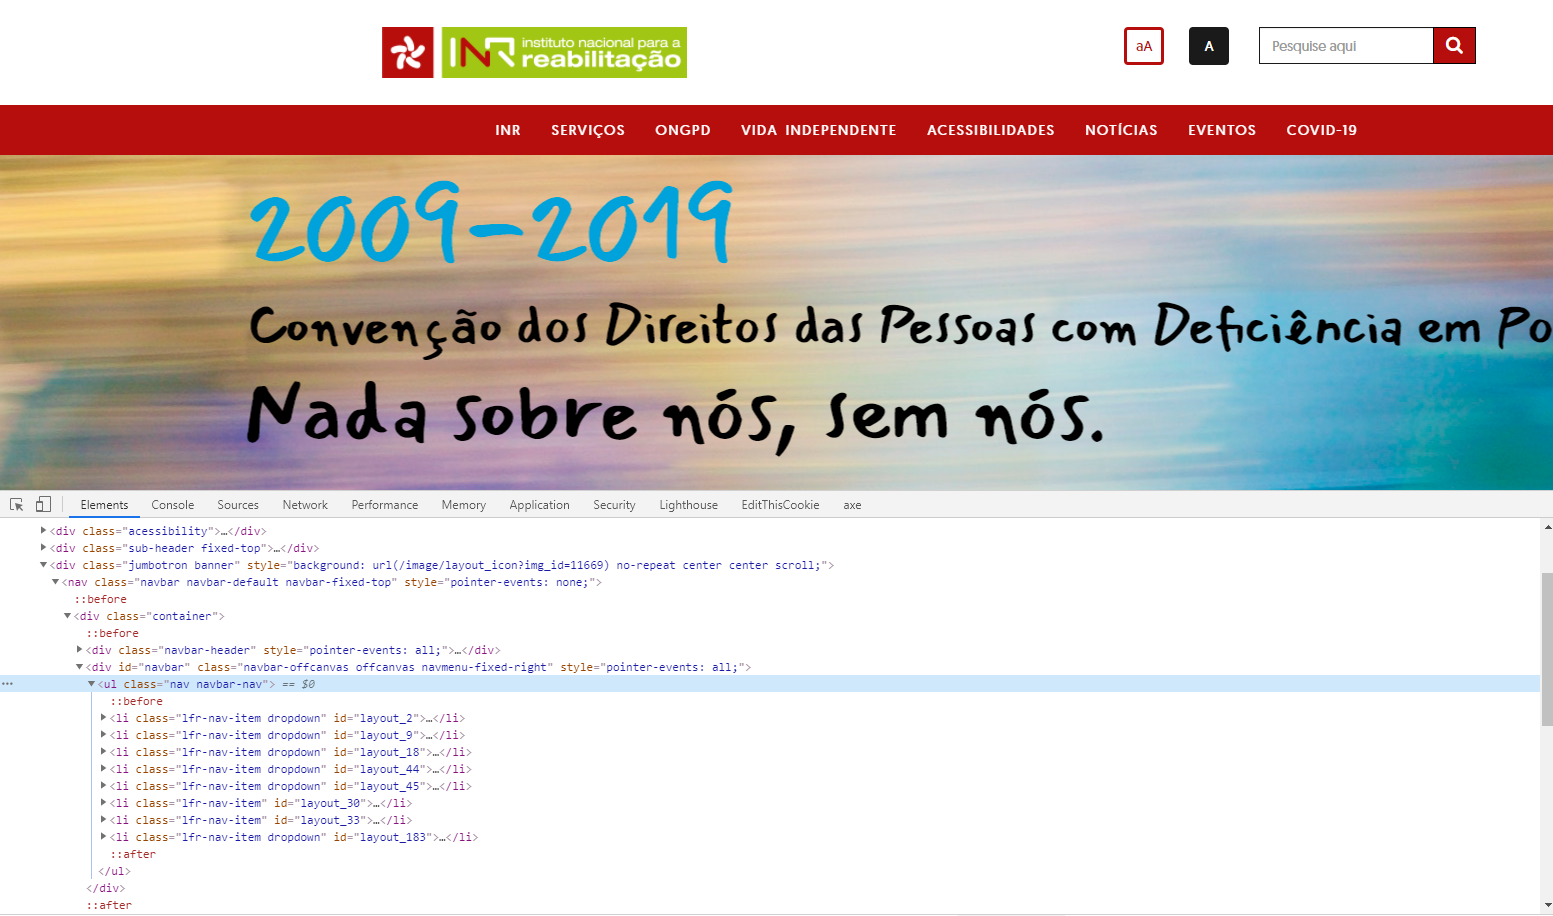 INR instituto nacional para a
reabilitação
aA A Pesquise aqui
INR SERVIÇOS ONGPD VIDA INDEPENDENTE ACESSIBILIDADES NOTÍCIAS EVENTOS COVID-19
2009-2019
Convenção dos Direitos das Pessoas com Deficiência em Po
Nada sobre nós, sem nós.
Elements Console Sources Network Performance Memory Application Security Lighthouse EditThisCookie axe
<div class="acessibility">…</div>
<div class="sub-header fixed-top">…</div>
<div class="jumbotron banner" style="background: url(/image/layout_icon?img_id=11669) no-repeat center center scroll;">
<nav class="navbar navbar-default navbar-fixed-top" style="pointer-events: none;">
::before
<div class="container">
::before
<div class="navbar-header" style="pointer-events: all;">…</div>
<div id="navbar" class="navbar-offcanvas offcanvas navmenu-fixed-right" style="pointer-events: all;">
<ul class="nav navbar-nav"> == $0
::before
<li class="lfr-nav-item dropdown" id="layout_2">…</li>
<li class="lfr-nav-item dropdown" id="layout_9">…</li>
<li class="lfr-nav-item dropdown" id="layout_18">…</li>
<li class="lfr-nav-item dropdown" id="layout_44">…</li>
<li class="lfr-nav-item dropdown" id="layout_45">…</li>
<li class="lfr-nav-item" id="layout_30">…</li>
<li class="lfr-nav-item" id="layout_33">…</li>
<li class="lfr-nav-item dropdown" id="layout_183">…</li>
::after
</ul>
</div>
::after